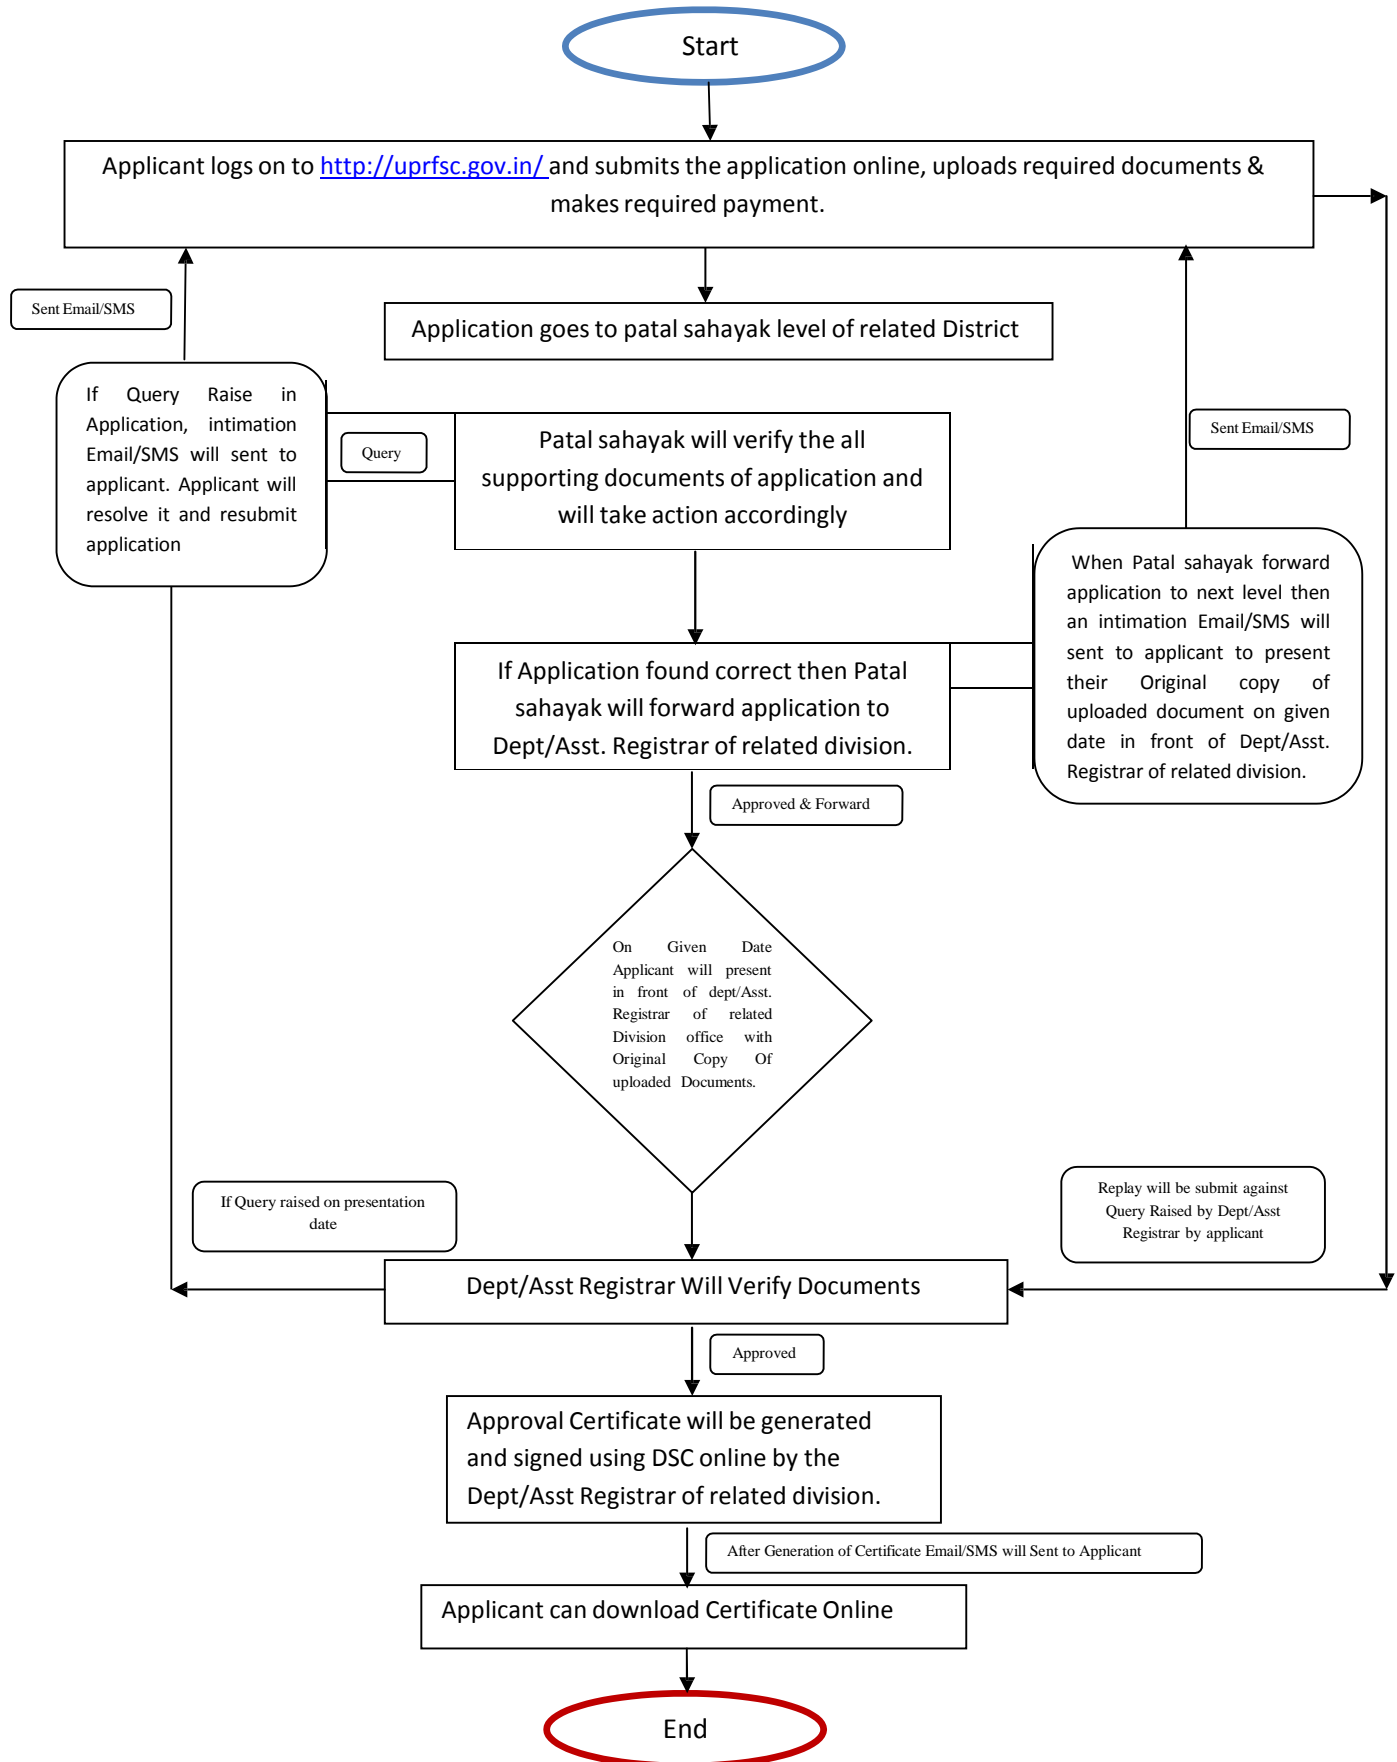 Start
Applicant logs on to http://uprfsc.gov.in/ and submits the application online, uploads required documents &
makes required payment.
Sent Email/SMS
Application goes to patal sahayak level of related District
If Query Raise in
Application, intimation
Email/SMS will sent to
applicant. Applicant will
resolve it and resubmit
application
Query
Patal sahayak will verify the all
supporting documents of application and
will take action accordingly
Sent Email/SMS
When Patal sahayak forward
application to next level then
an intimation Email/SMS will
sent to applicant to present
their Original copy of
uploaded document on given
date in front of Dept/Asst.
Registrar of related division.
If Application found correct then Patal
sahayak will forward application to
Dept/Asst. Registrar of related division.
Approved & Forward
On Given Date
Applicant will present
in front of dept/Asst.
Registrar of related
Division office with
Original Copy Of
uploaded Documents.
If Query raised on presentation
date
Replay will be submit against
Query Raised by Dept/Asst
Registrar by applicant
Dept/Asst Registrar Will Verify Documents
Approved
Approval Certificate will be generated
and signed using DSC online by the
Dept/Asst Registrar of related division.
After Generation of Certificate Email/SMS will Sent to Applicant
Applicant can download Certificate Online
End